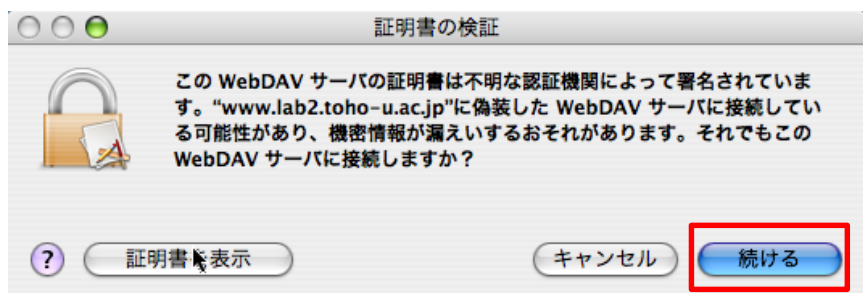 証明書の検証
この WebDAV サーバの証明書は不明な認証機関によって署名されていま
す。“www.lab2.toho-u.ac.jp”に偽装した WebDAV サーバに接続してい
る可能性があり、機密情報が漏えいするおそれがあります。それでもこの
WebDAV サーバに接続しますか？
? 証明書を表示 キャンセル 続ける